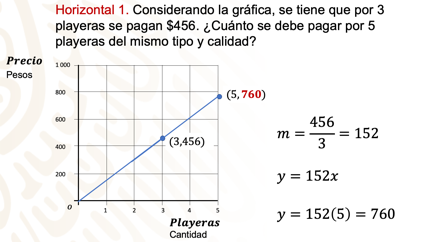 Horizontal 1. Considerando la gráfica, se tiene que por 3
playeras se pagan $456. ¿Cuánto se debe pagar por 5
playeras del mismo tipo y calidad?
Precio
Pesos
1 000
800
600
400
200
0
1 2 3 4 5
(5, 760)
(3,456)
Playeras
Cantidad
m = 456/3 = 152
y = 152x
y = 152(5) = 760